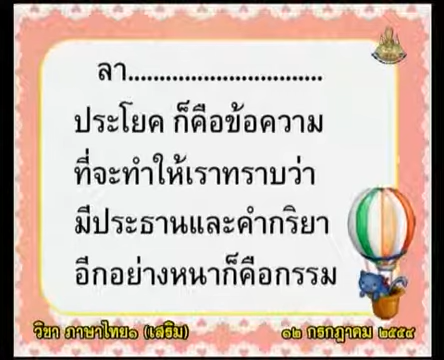 ลา...............................
ประโยค ก็คือข้อความ
ที่จะทำให้เราทราบว่า
มีประธานและคำกริยา
อีกอย่างหนาก็คือกรรม
วิชา ภาษาไทย๑ (เสริม)
๑๒ กรกฎาคม ๒๕๕๔